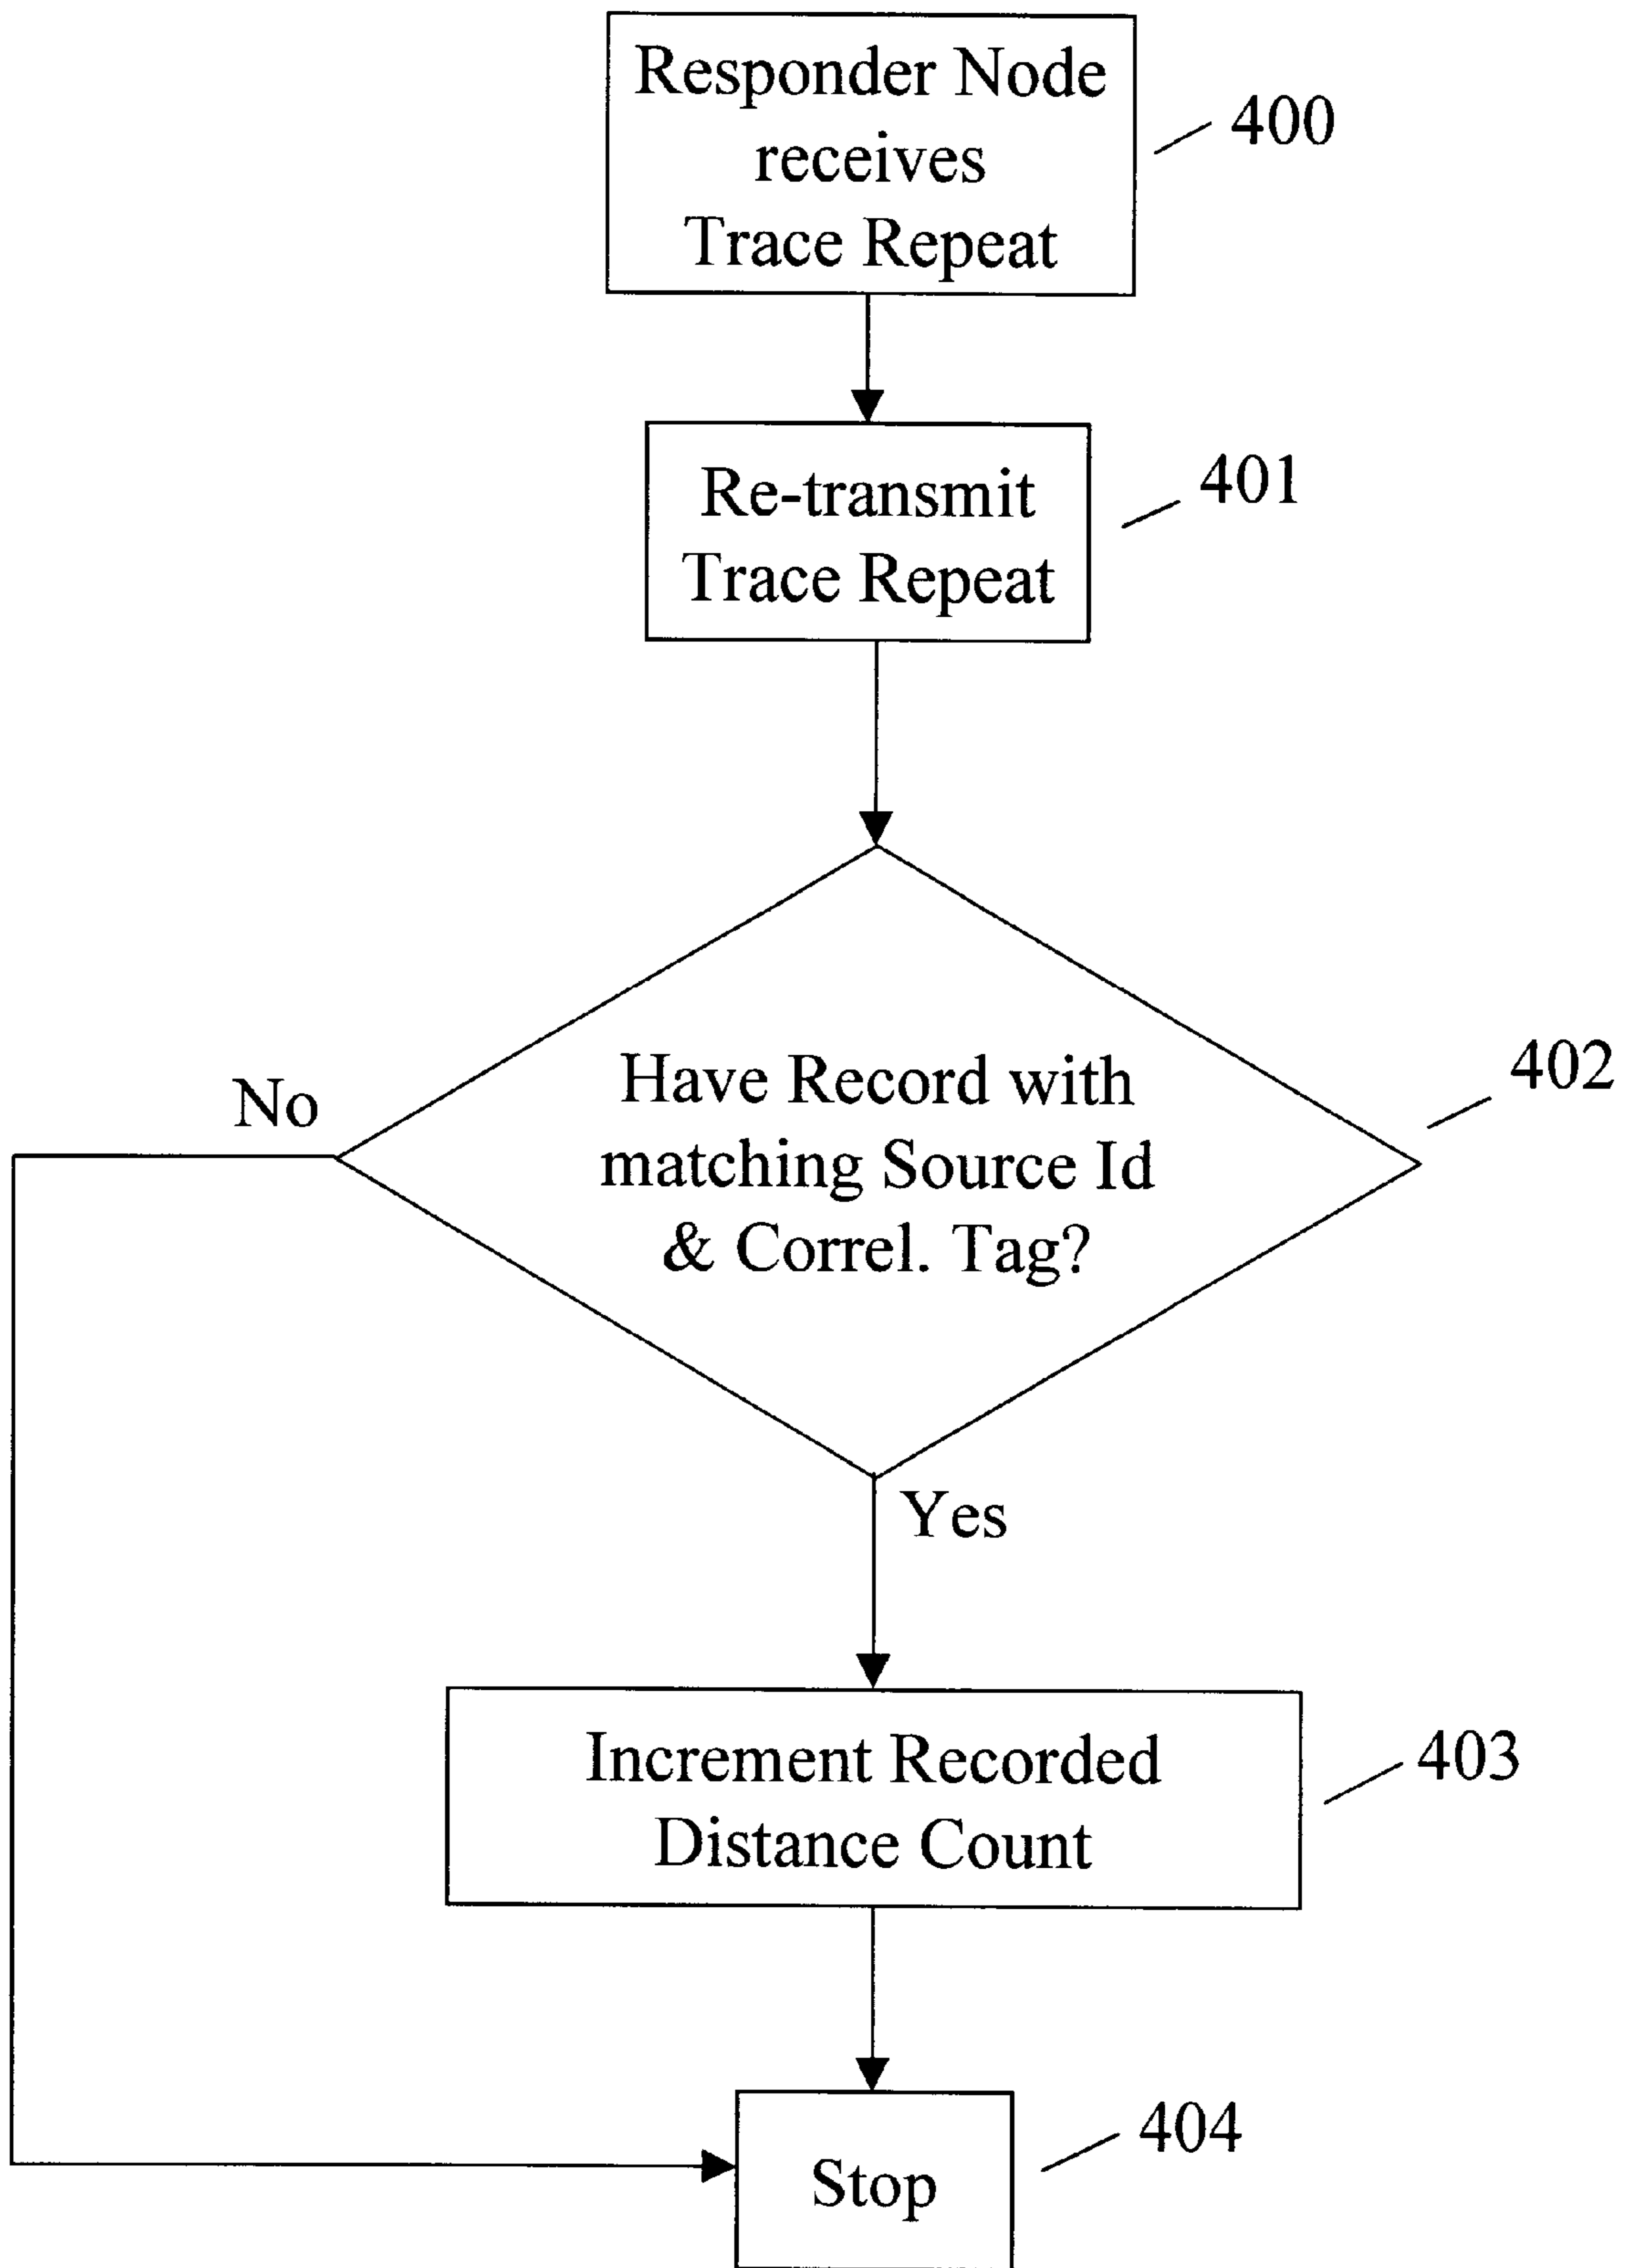 Responder Node
receives
Trace Repeat
400
Re-transmit
Trace Repeat
401
Have Record with
matching Source Id
& Correl. Tag?
402
No
Yes
Increment Recorded
Distance Count
403
Stop
404